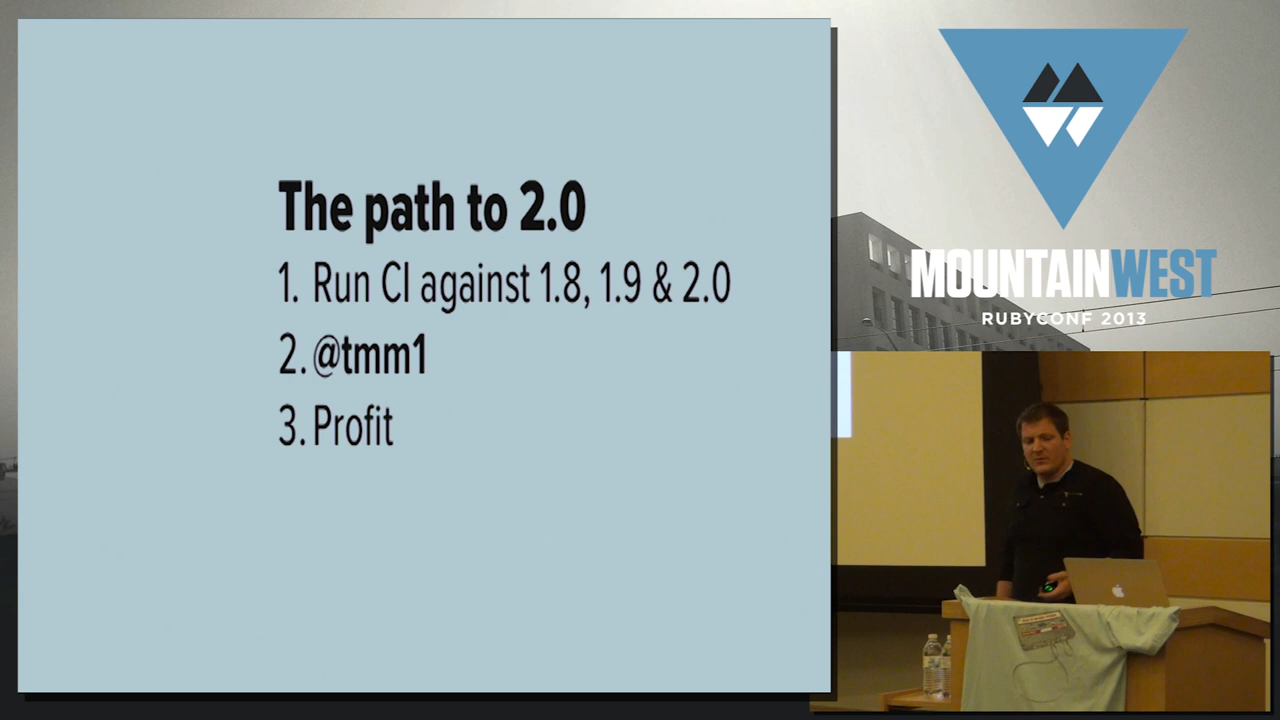 The path to 2.0
1. Run CI against 1.8, 1.9 & 2.0
2. @tmm1
3. Profit
MOUNTAINWEST
RUBYCONF 2013